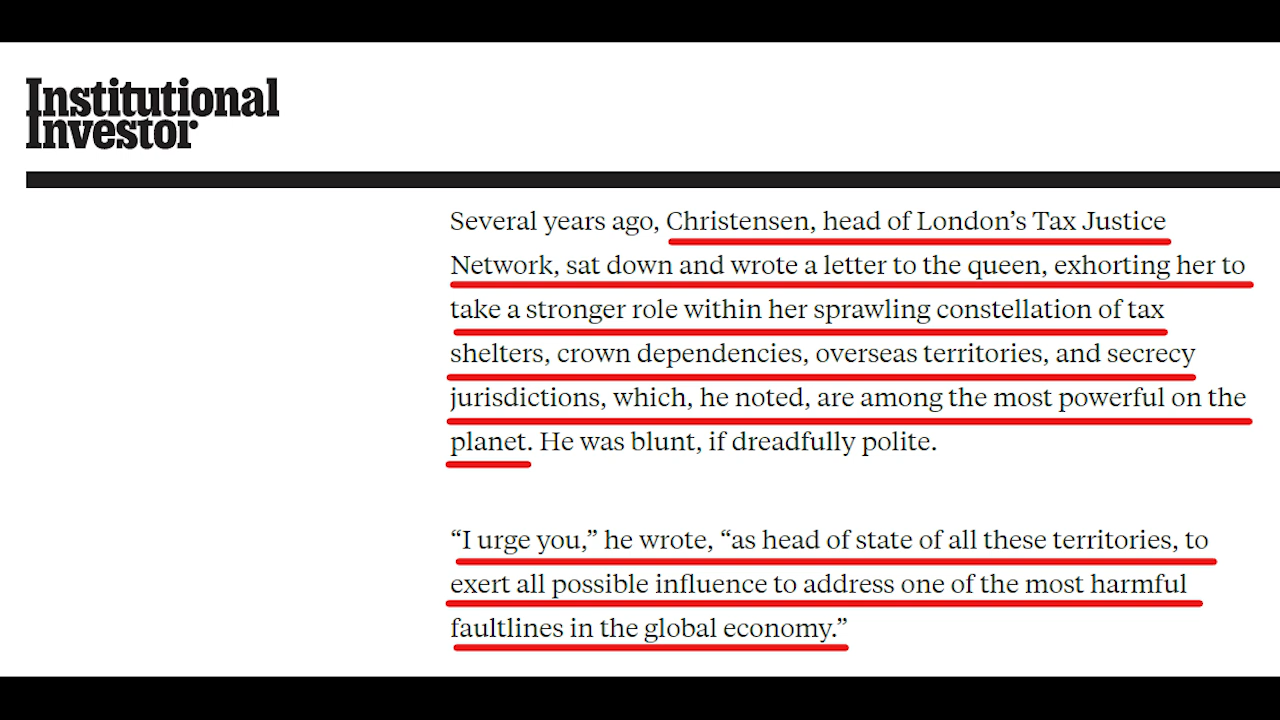 Institutional
Investor
Several years ago, Christensen, head of London’s Tax Justice
Network, sat down and wrote a letter to the queen, exhorting her to
take a stronger role within her sprawling constellation of tax
shelters, crown dependencies, overseas territories, and secrecy
jurisdictions, which, he noted, are among the most powerful on the
planet. He was blunt, if dreadfully polite.
“I urge you,” he wrote, “as head of state of all these territories, to
exert all possible influence to address one of the most harmful
faultlines in the global economy.”